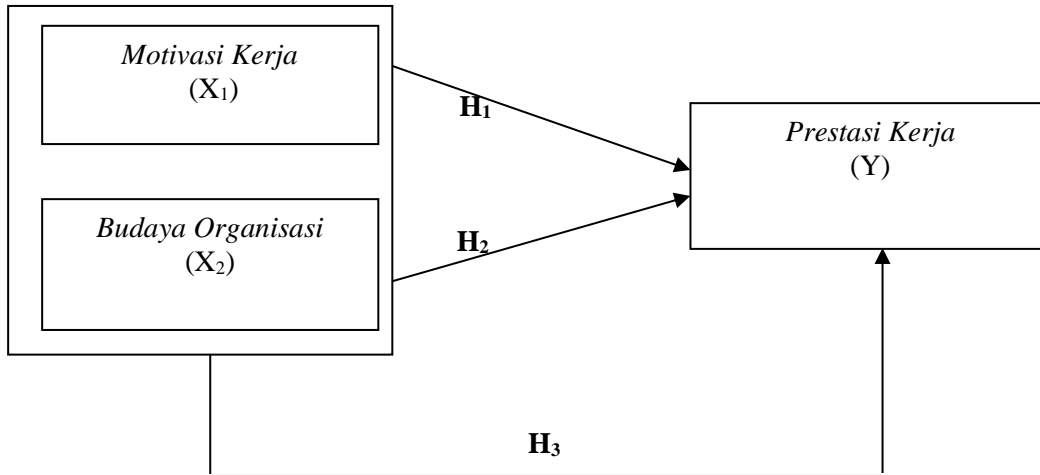 Motivasi Kerja
(X₁)
H₁
Prestasi Kerja
(Y)
Budaya Organisasi
(X₂)
H₂
H₃